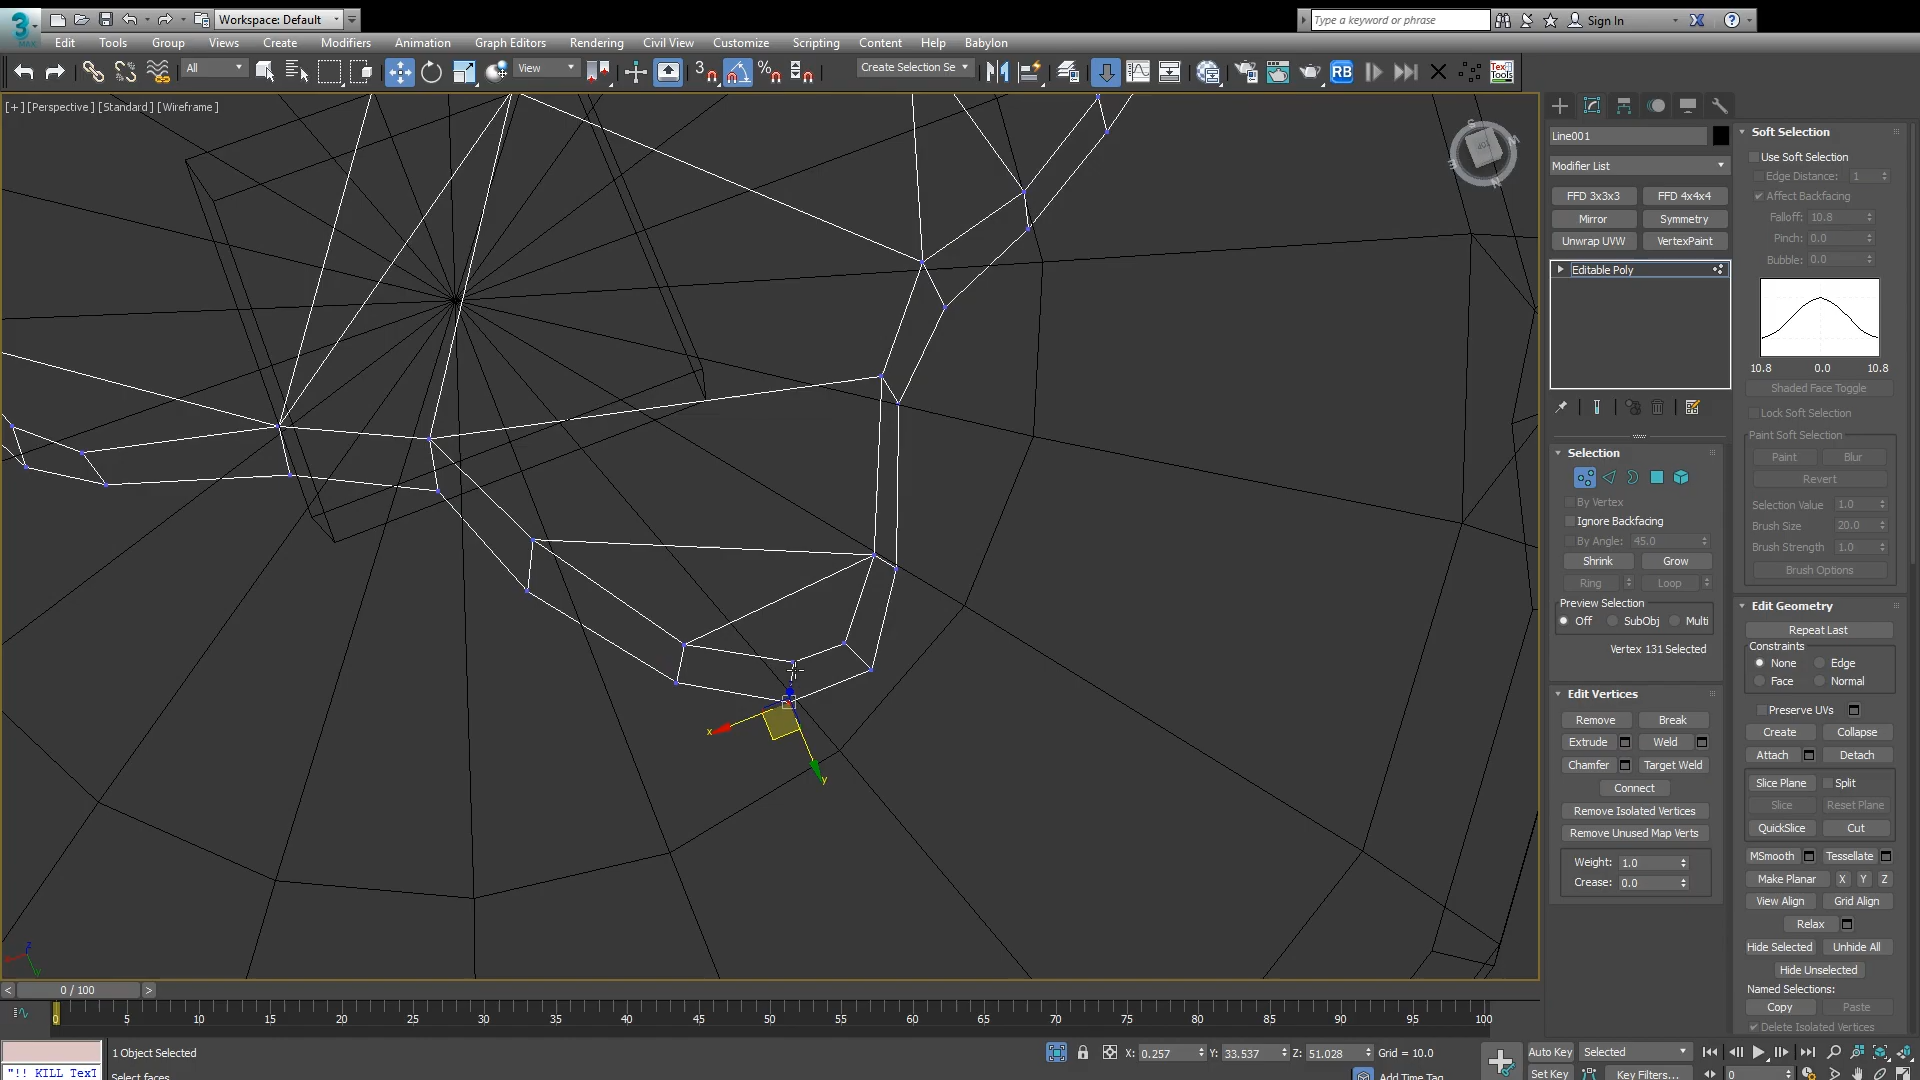 Workspace: Default
Type a keyword or phrase
Sign In
Edit Tools Group Views Create Modifiers Animation Graph Editors Rendering Civil View Customize Scripting Content Help Babylon
All
View
Create Selection Se
RB
Tex
Tools
[+] [Perspective] [Standard] [Wireframe]
x
y
z
Line001
Modifier List
FFD 3x3x3 FFD 4x4x4
Mirror Symmetry
Unwrap UVW VertexPaint
Editable Poly
Selection
By Vertex
Ignore Backfacing
By Angle: 45.0
Shrink Grow
Ring Loop
Preview Selection
Off SubObj Multi
Vertex 131 Selected
Edit Vertices
Remove Break
Extrude Weld
Chamfer Target Weld
Connect
Remove Isolated Vertices
Remove Unused Map Verts
Weight: 1.0
Crease: 0.0
Soft Selection
Use Soft Selection
Edge Distance: 1
Affect Backfacing
Falloff: 10.8
Pinch: 0.0
Bubble: 0.0
10.8 0.0 10.8
Shaded Face Toggle
Lock Soft Selection
Paint Soft Selection
Paint Blur
Revert
Selection Value 1.0
Brush Size 20.0
Brush Strength 1.0
Brush Options
Edit Geometry
Repeat Last
Constraints
None Edge
Face Normal
Preserve UVs
Create Collapse
Attach Detach
Slice Plane Split
Slice Reset Plane
QuickSlice Cut
MSmooth Tessellate
Make Planar X Y Z
View Align Grid Align
Relax
Hide Selected Unhide All
Hide Unselected
Named Selections:
Copy Paste
Delete Isolated Vertices
0 / 100
0 5 10 15 20 25 30 35 40 45 50 55 60 65 70 75 80 85 90 95 100
1 Object Selected
X: 0.257 Y: 33.537 Z: 51.028 Grid = 10.0
Auto Key Selected
"!! KILL TexT
Select faces
Add Time Tag
Set Key Key Filters... 0